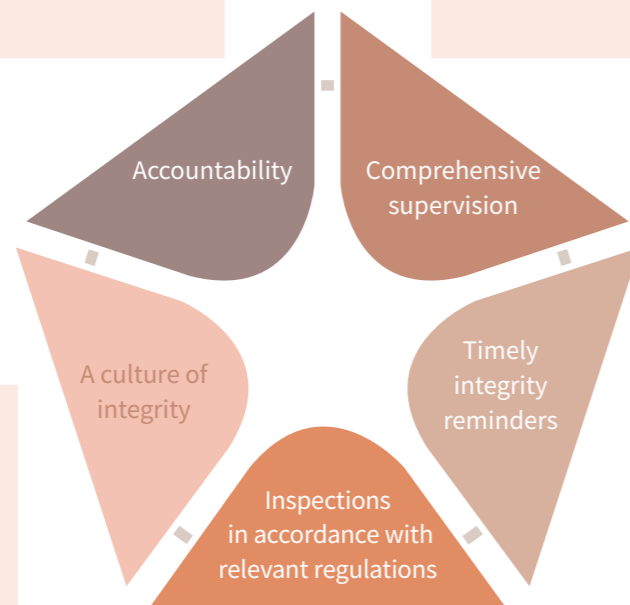 Accountability
Comprehensive
supervision
Timely
integrity
reminders
A culture of
integrity
Inspections
in accordance with
relevant regulations